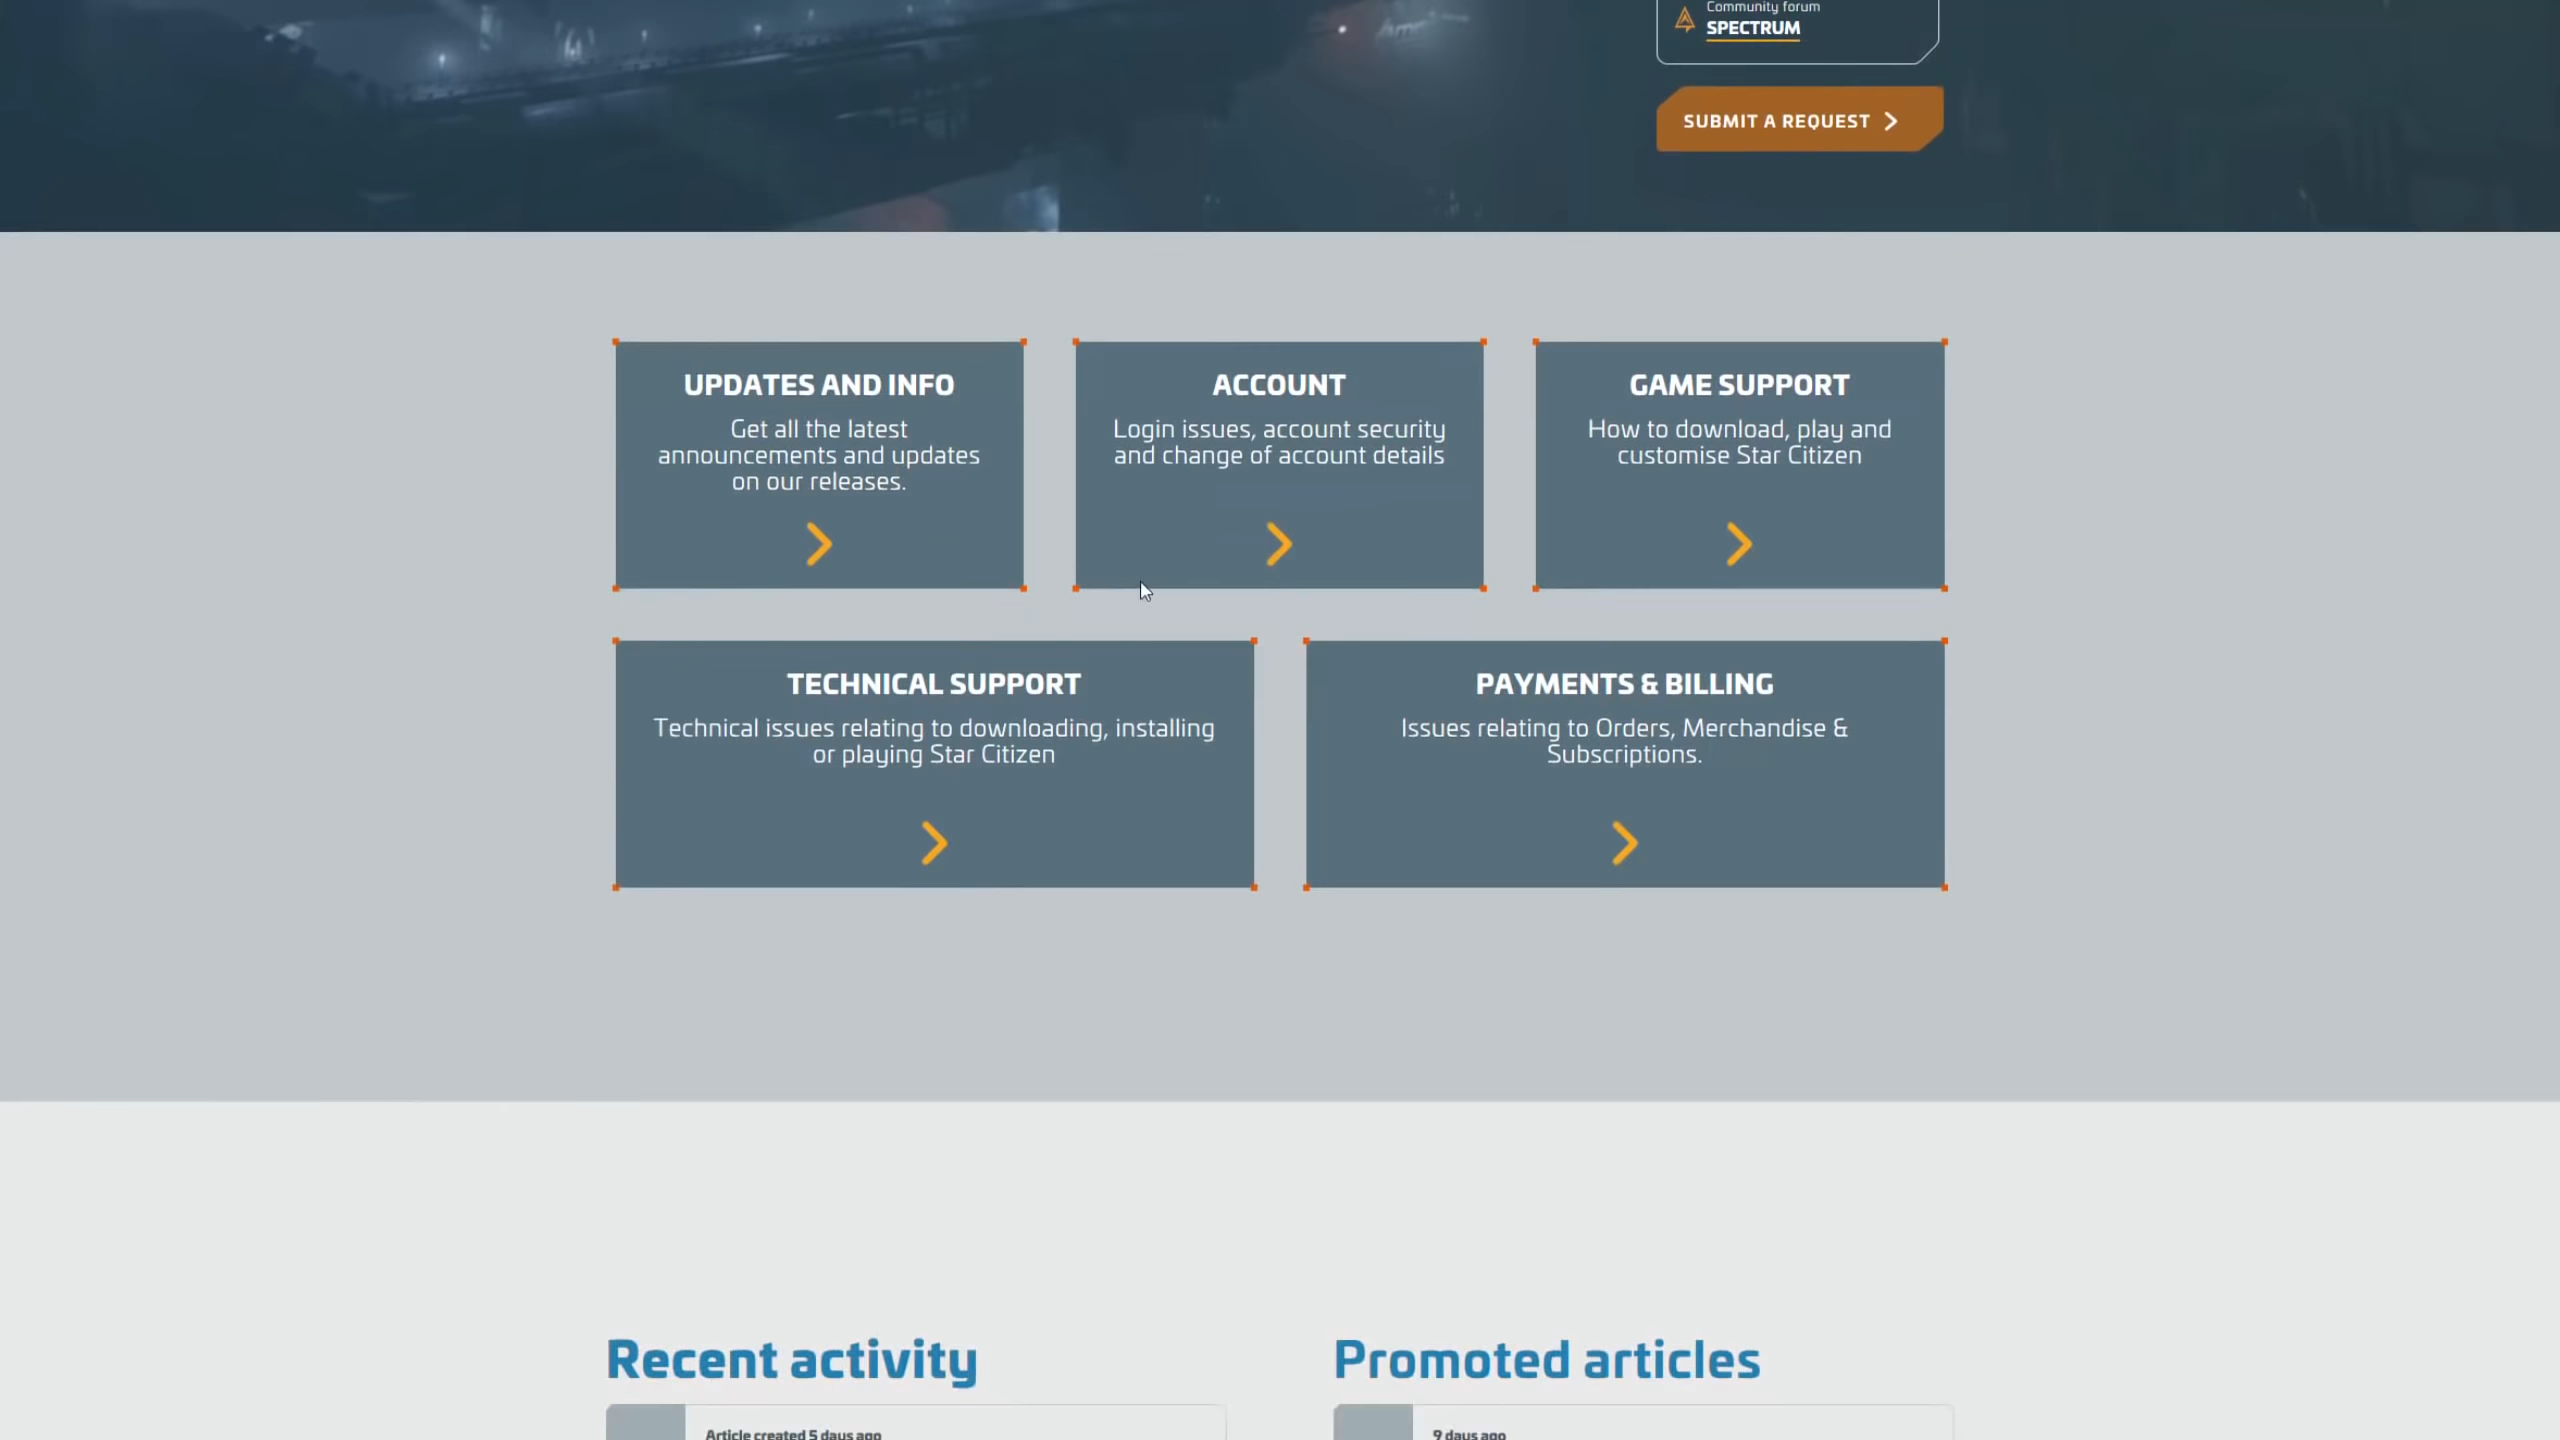 Community forum
SPECTRUM
SUBMIT A REQUEST
UPDATES AND INFO
Get all the latest
announcements and updates
on our releases.
ACCOUNT
Login issues, account security
and change of account details
GAME SUPPORT
How to download, play and
customise Star Citizen
TECHNICAL SUPPORT
Technical issues relating to downloading, installing
or playing Star Citizen
PAYMENTS & BILLING
Issues relating to Orders, Merchandise &
Subscriptions.
Recent activity
Article created 5 days ago
Promoted articles
9 days ago